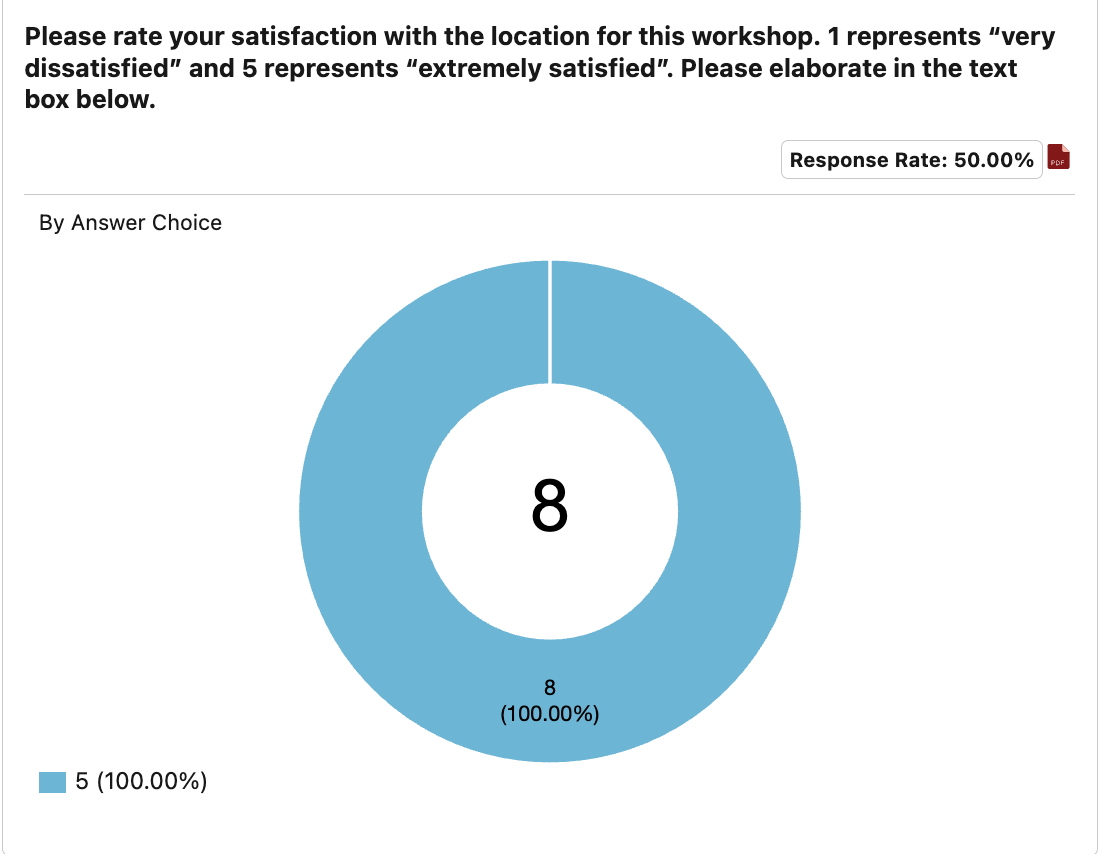 Please rate your satisfaction with the location for this workshop. 1 represents “very
dissatisfied” and 5 represents “extremely satisfied”. Please elaborate in the text
box below.
Response Rate: 50.00%
PDF
By Answer Choice
8
8
(100.00%)
5 (100.00%)